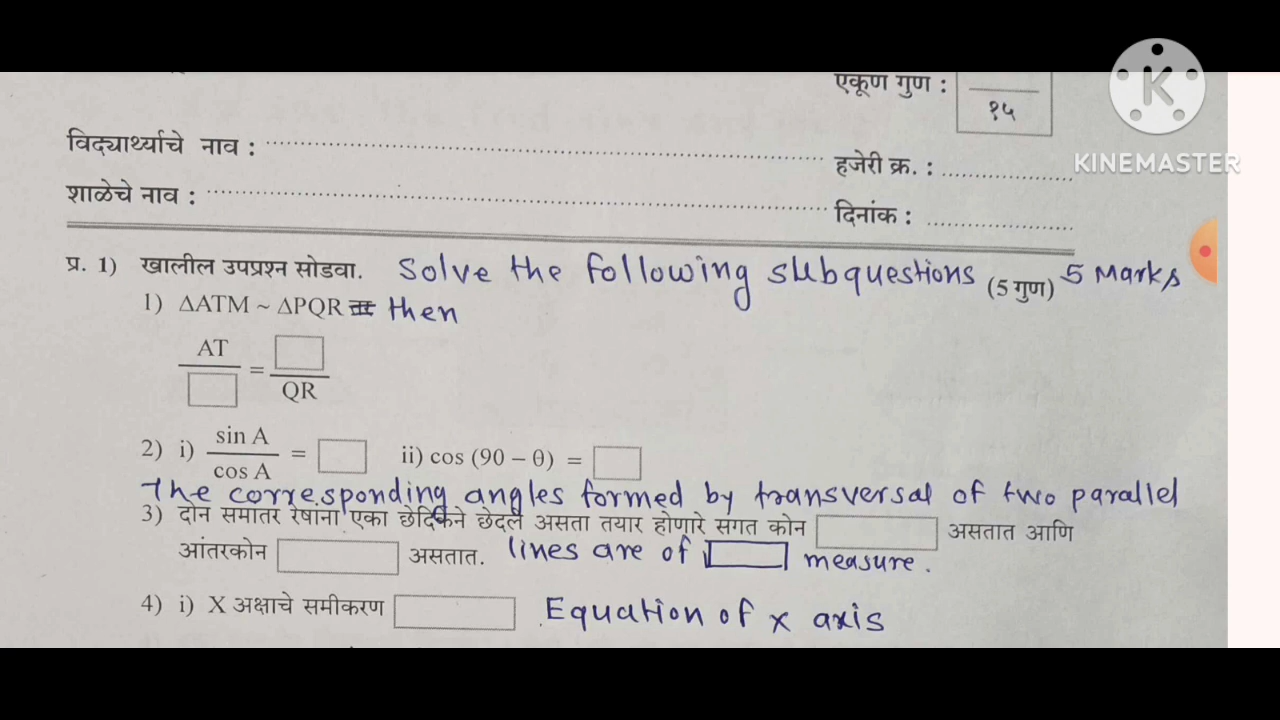 एकूण गुण :
१५
KINEMASTER
विद्यार्थ्याचे नाव :
हजेरी क्र. :
शाळेचे नाव :
दिनांक :
प्र. 1) खालील उपप्रश्न सोडवा. Solve the following subquestions (5 गुण) 5 Marks
1) ΔATM ~ ΔPQR then
AT / □ = □ / QR
2) i) sin A / cos A = □ ii) cos (90 – θ) = □
The corresponding angles formed by transversal of two parallel
3) दोन समांतर रेषांना एका छेदिकेने छेदले असता तयार होणारे संगत कोन □ असतात आणि
आंतरकोन □ असतात. lines are of □ measure.
4) i) X अक्षाचे समीकरण □ Equation of x axis